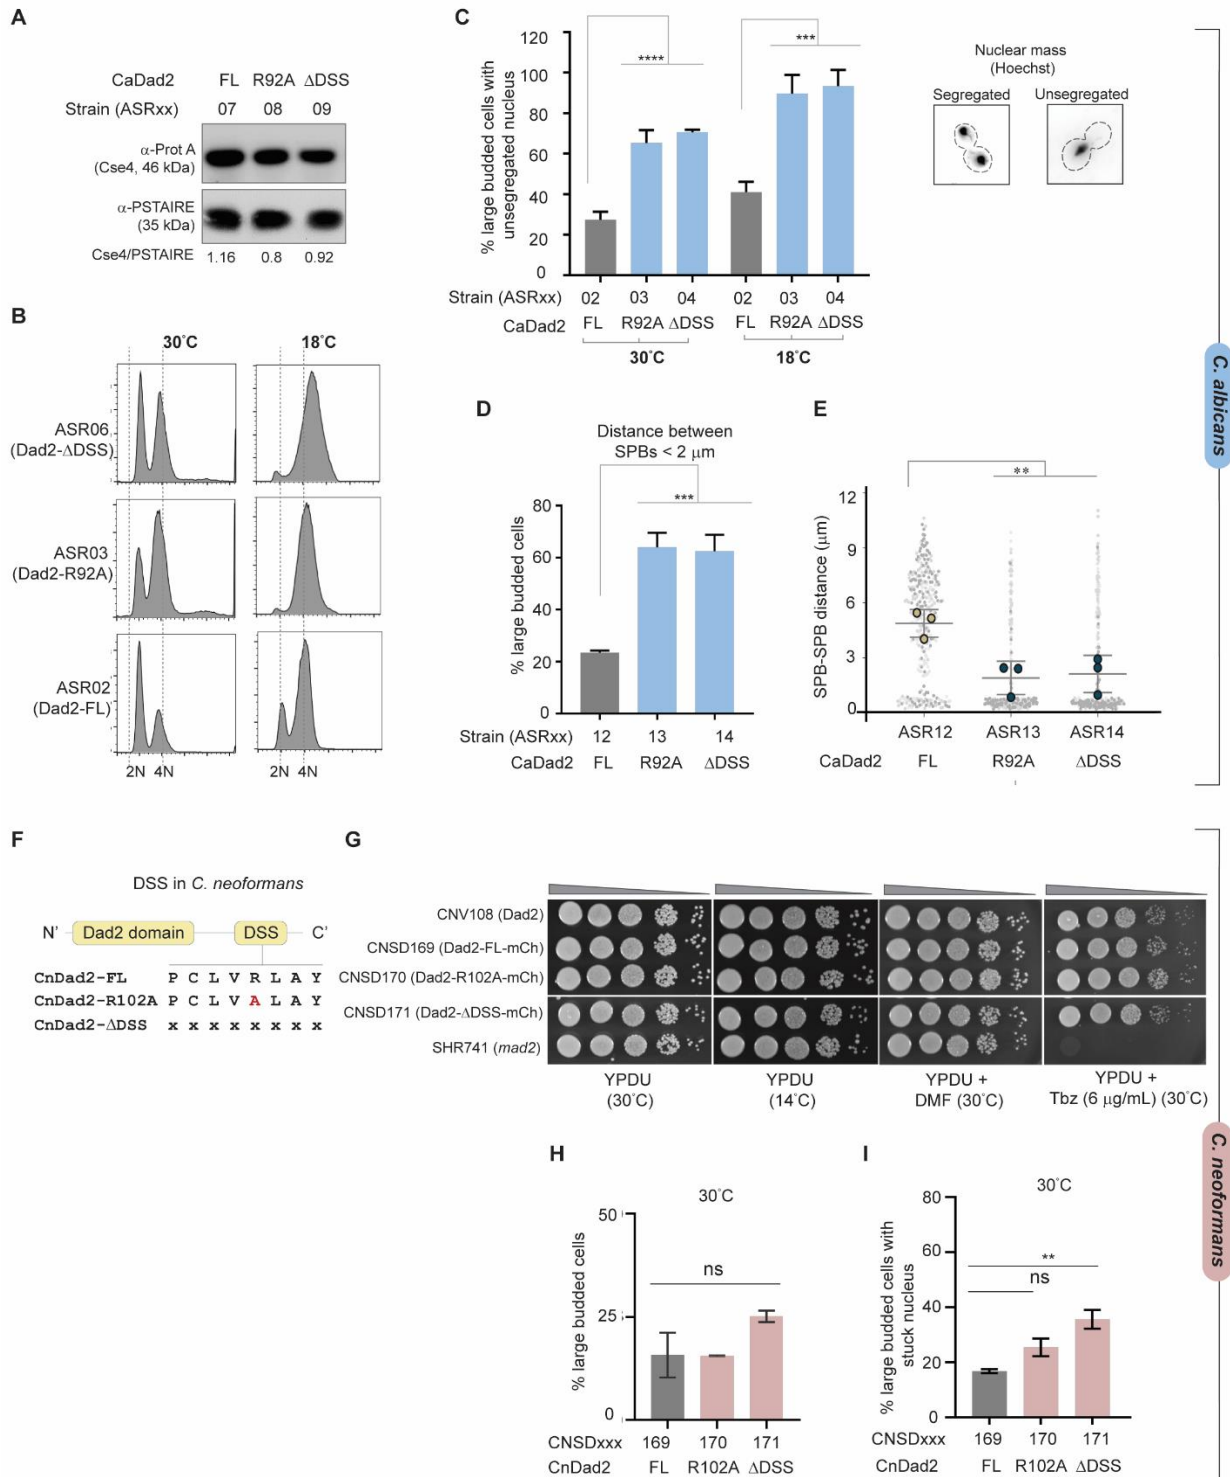 A
CaDad2 FL R92A ΔDSS
Strain (ASRxx) 07 08 09
α-Prot A
(Cse4, 46 kDa)
α-PSTAIRE
(35 kDa)
Cse4/PSTAIRE 1.16 0.8 0.92
B
30°C 18°C
ASR06
(Dad2-ΔDSS)
ASR03
(Dad2-R92A)
ASR02
(Dad2-FL)
2N 4N 2N 4N
C
% large budded cells with
unsegregated nucleus
120
100
80
60
40
20
0
****
***
Strain (ASRxx) 02 03 04 02 03 04
CaDad2 FL R92A ΔDSS FL R92A ΔDSS
30°C 18°C
Nuclear mass
(Hoechst)
Segregated Unsegregated
D
Distance between
SPBs < 2 μm
***
% large budded cells
80
60
40
20
0
Strain (ASRxx) 12 13 14
CaDad2 FL R92A ΔDSS
E
**
SPB-SPB distance (μm)
12
9
6
3
0
ASR12 ASR13 ASR14
CaDad2 FL R92A ΔDSS
C. albicans
F
DSS in C. neoformans
N' Dad2 domain DSS C'
CnDad2-FL P C L V R L A Y
CnDad2-R102A P C L V A L A Y
CnDad2-ΔDSS x x x x x x x x
G
CNV108 (Dad2)
CNSD169 (Dad2-FL-mCh)
CNSD170 (Dad2-R102A-mCh)
CNSD171 (Dad2-ΔDSS-mCh)
SHR741 (mad2)
YPDU
(30°C)
YPDU
(14°C)
YPDU +
DMF (30°C)
YPDU +
Tbz (6 μg/mL) (30°C)
H
30°C
ns
% large budded cells
50
25
0
CNSDxxx 169 170 171
CnDad2 FL R102A ΔDSS
I
30°C
**
ns
% large budded cells with
stuck nucleus
80
60
40
20
0
CNSDxxx 169 170 171
CnDad2 FL R102A ΔDSS
C. neoformans